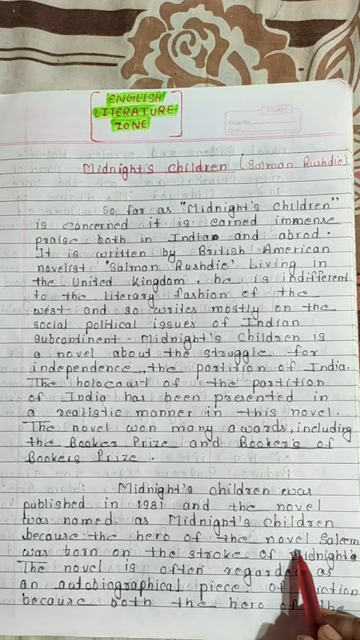 ENGLISH
LITERATURE
ZONE
Midnight's children (Salman Rushdie)
So far as "Midnight's children"
is concerned it is earned immense
praise both in India and abrod.
It is written by British American
novelist 'Salman Rushdie'. Living in
the United Kingdom. he is indifferent
to the literary fashion of the
west and so writes mostly on the
social political issues of Indian
subcontinent. Midnight's children is
a novel about the struggle for
independence, the partition of India.
The holocaust of the partition
of India has been presented in
a realistic manner in this novel.
The novel won many awards, including
the Booker Prize and Booker's of
Bookers Prize.
Midnight's children was
published in 1981 and the novel
was named as Midnight's children
because the hero of the novel Saleem
was born on the stroke of midnight.
The novel is often regarded as
an autobiographical piece of
because both the hero of the